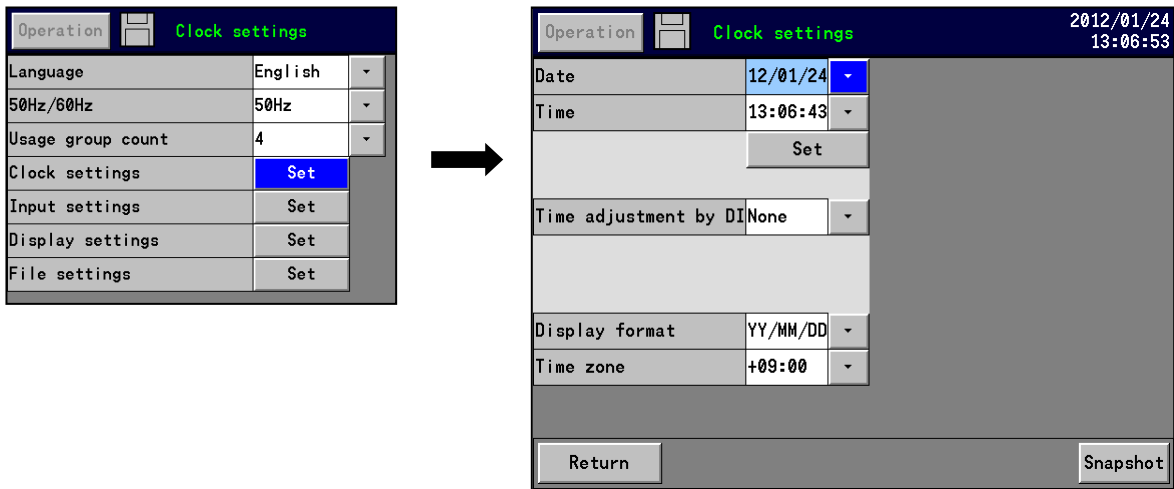 Operation Clock settings
Language English
50Hz/60Hz 50Hz
Usage group count 4
Clock settings Set
Input settings Set
Display settings Set
File settings Set
Operation Clock settings 2012/01/24
13:06:53
Date 12/01/24
Time 13:06:43
Set
Time adjustment by DI None
Display format YY/MM/DD
Time zone +09:00
Return Snapshot